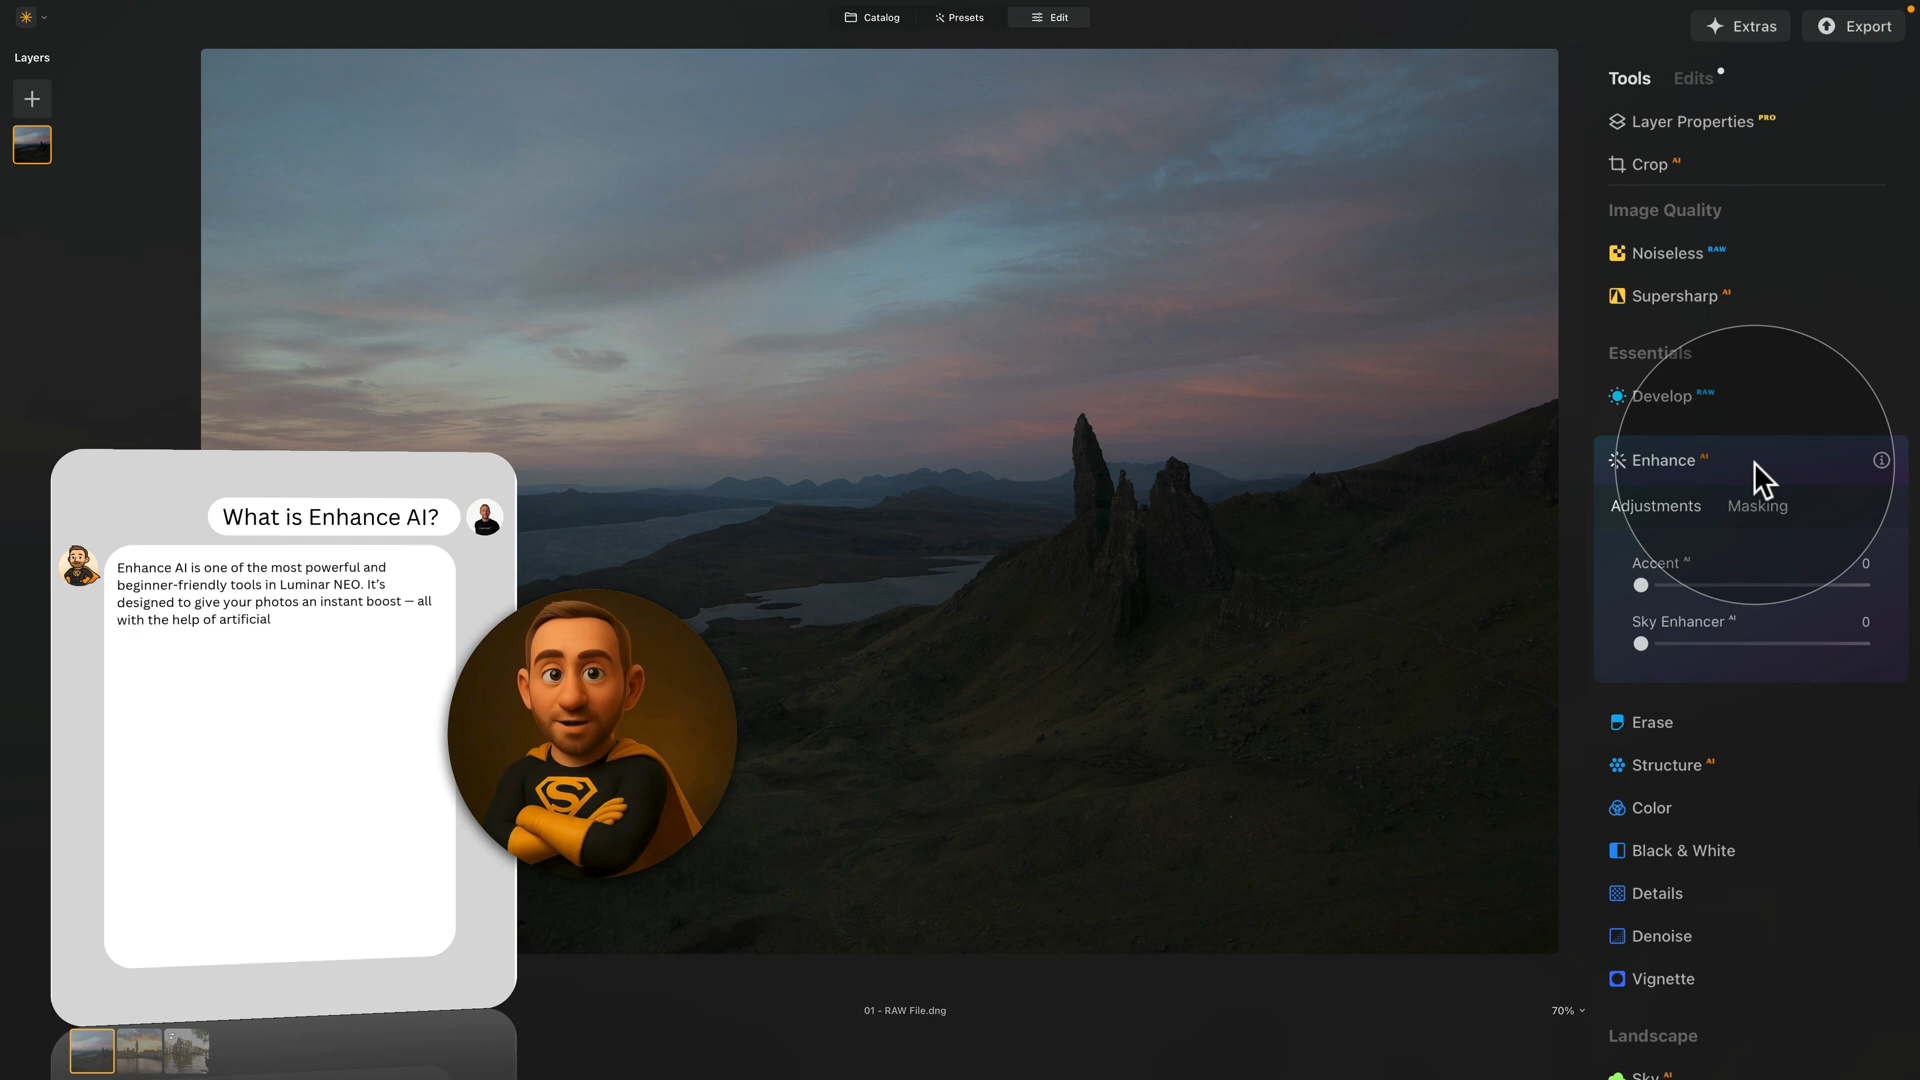 Catalog
Presets
Edit
Extras
Export
Layers
Tools
Edits
Layer Properties PRO
Crop AI
Image Quality
Noiseless RAW
Supersharp AI
Essentials
Develop RAW
Enhance AI
Adjustments
Masking
Accent AI
0
Sky Enhancer AI
0
Erase
Structure AI
Color
Black & White
Details
Denoise
Vignette
Landscape
Sky AI
What is Enhance AI?
Enhance AI is one of the most powerful and
beginner-friendly tools in Luminar NEO. It’s
designed to give your photos an instant boost — all
with the help of artificial
S
01 - RAW File.dng
70%